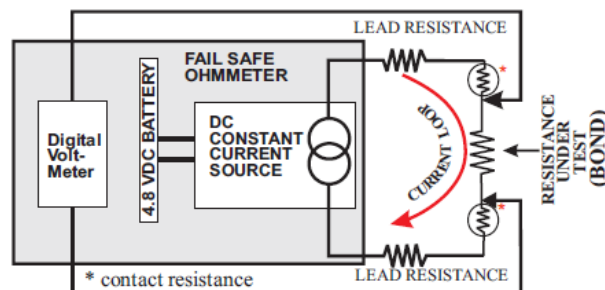 LEAD RESISTANCE
FAIL SAFE
OHMMETER
*
Digital
Volt-
Meter
4.8 VDC BATTERY
DC
CONSTANT
CURRENT
SOURCE
CURRENT LOOP
RESISTANCE
UNDER
TEST
(BOND)
*
* contact resistance
LEAD RESISTANCE